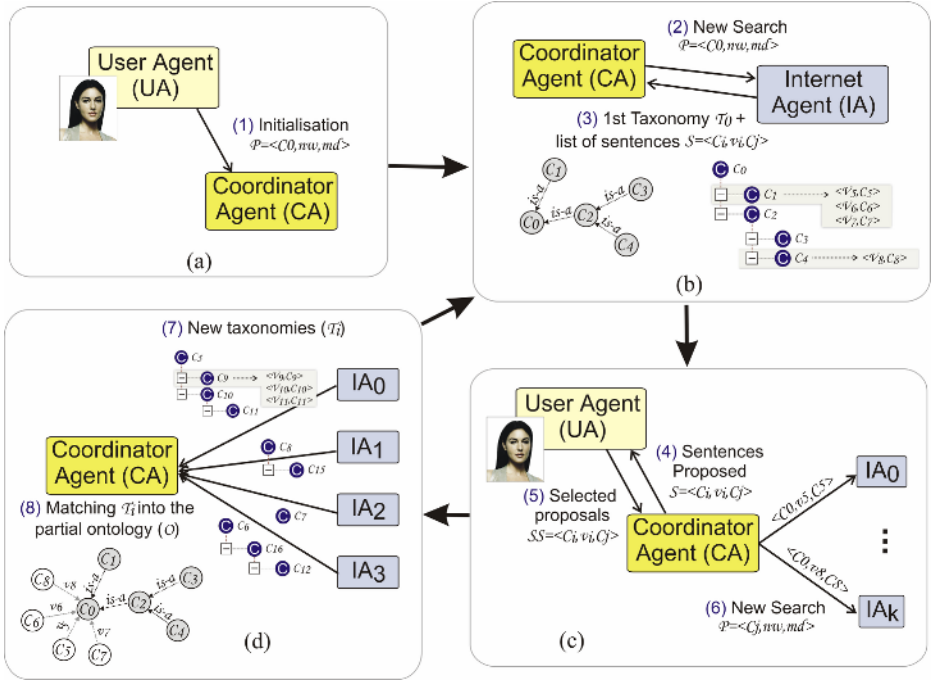 User Agent
(UA)
(1) Initialisation
P=<C0,nw,md>
Coordinator
Agent (CA)
(a)
(2) New Search
P=<C0,nw,md>
Coordinator
Agent (CA)
Internet
Agent (IA)
(3) 1st Taxonomy T0 +
list of sentences S=<Ci,vi,Cj>
C1
is-a
C0
is-a
C2
is-a
C3
is-a
C4
C C0
C C1
<V5,C5>
<V6,C6>
<V7,C7>
C C2
C C3
C C4
<V8,C8>
(b)
(7) New taxonomies (Ti)
C C5
C C9
<V9,C9>
<V10,C10>
<V11,C11>
C C10
C C11
IA0
Coordinator
Agent (CA)
C C8
C C15
IA1
C C7
IA2
C C6
C C16
C C12
IA3
(8) Matching Ti into the
partial ontology (O)
C1
is-a
C8
v8
C0
is-a
C2
is-a
C3
is-a
C4
C6
v6
C5
v5
C7
v7
(d)
User Agent
(UA)
(4) Sentences
Proposed
S=<Ci,vi,Cj>
(5) Selected
proposals
SS=<Ci,vi,Cj>
Coordinator
Agent (CA)
<C0,v5,C5>
IA0
...
<C0,v8,C8>
IAk
(6) New Search
P=<Cj,nw,md>
(c)